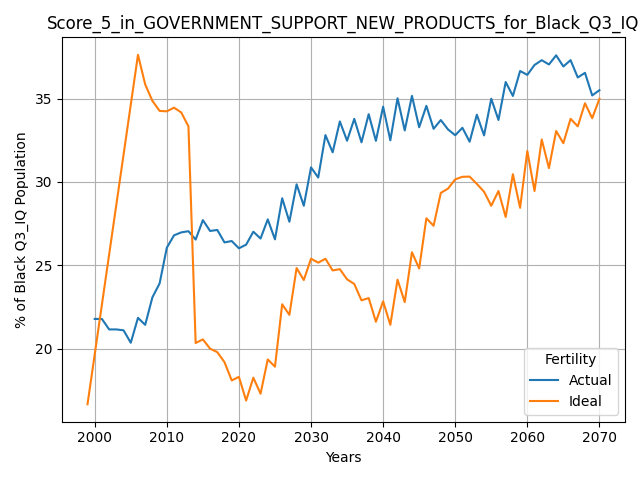 Score_5_in_GOVERNMENT_SUPPORT_NEW_PRODUCTS_for_Black_Q3_IQ
% of Black Q3_IQ Population
35
30
25
20
Fertility
Actual
Ideal
2000 2010 2020 2030 2040 2050 2060 2070
Years